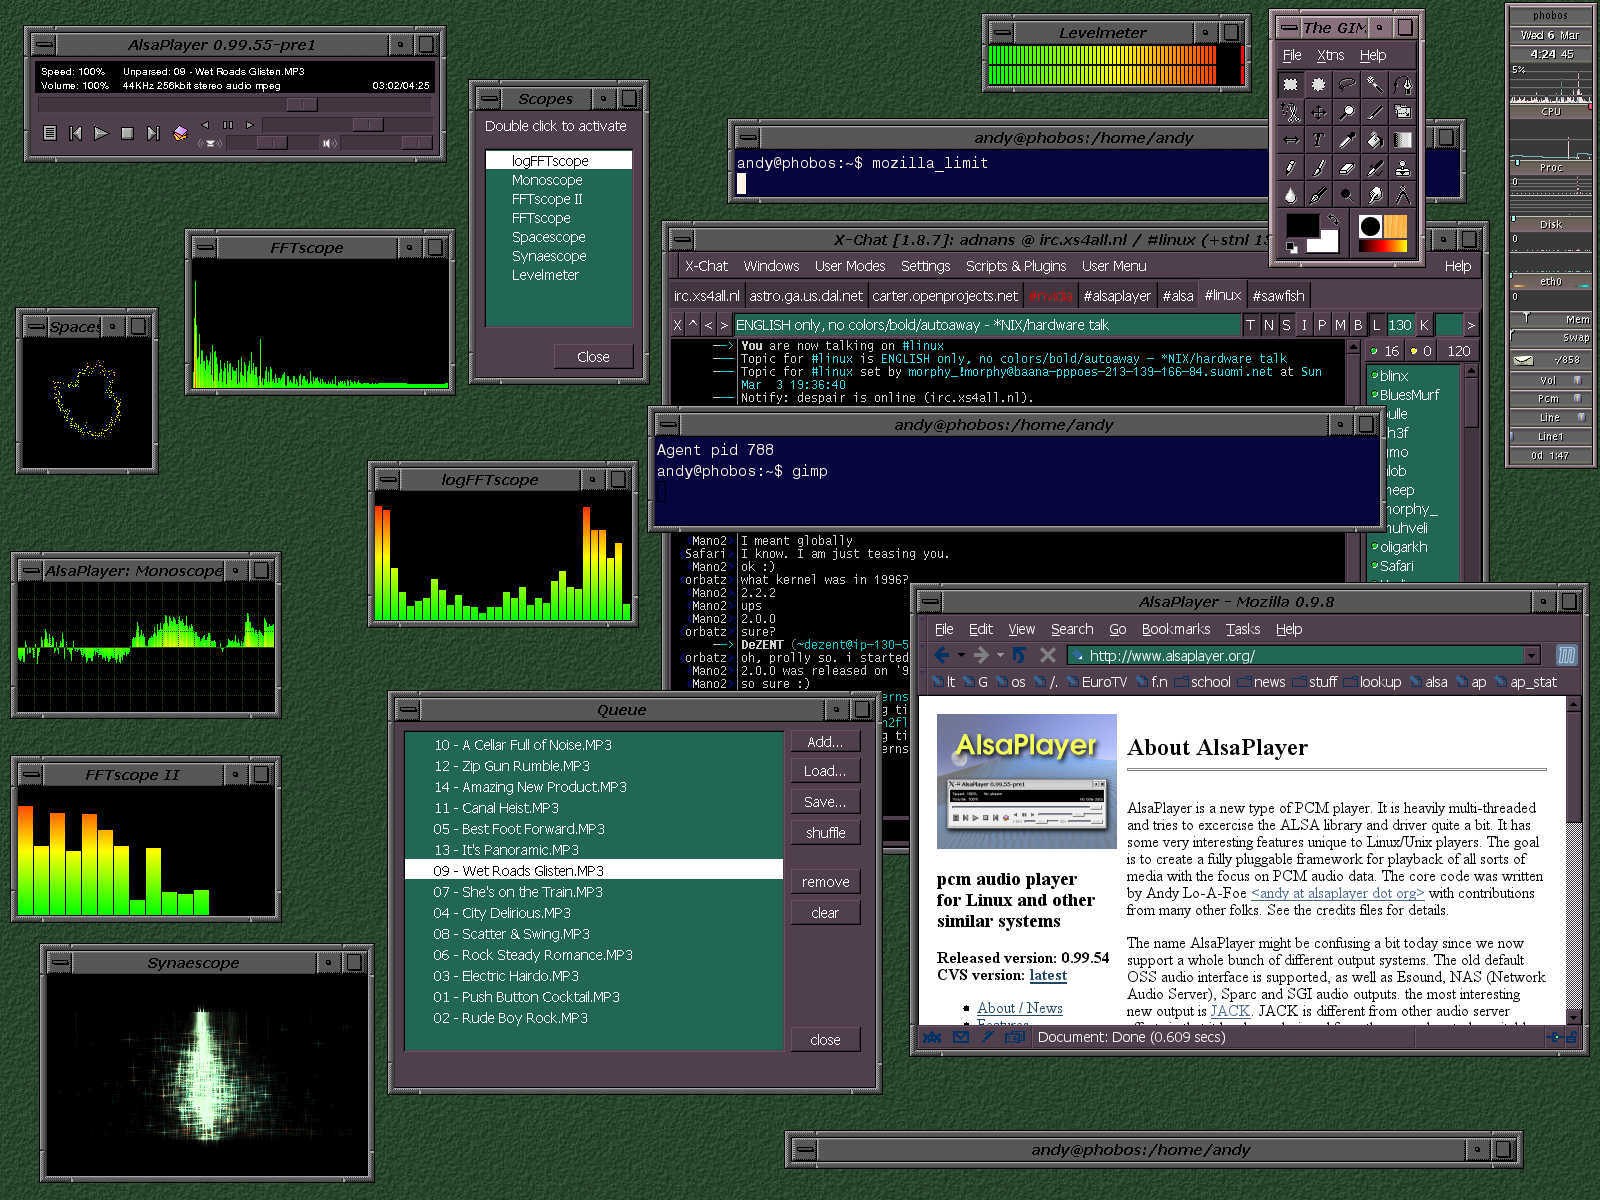 AlsaPlayer 0.99.55-pre1
Speed: 100% Unparsed: 09 - Wet Roads Glisten.MP3
Volume: 100% 44KHz 256kbit stereo audio mpeg 03:02/04:25
Scopes
Double click to activate
logFFTscope
Monoscope
FFTscope II
FFTscope
Spacescope
Synaescope
Levelmeter
Close
FFTscope
Spaces
logFFTscope
AlsaPlayer: Monoscope
FFTscope II
Synaescope
Levelmeter
andy@phobos:/home/andy
andy@phobos:~$ mozilla_limit
The GIM
File Xtns Help
phobos
Wed 6 Mar
4:24 45
5%
CPU
Proc
0
Disk
0
eth0
0
Mem
Swap
-/858
Vol
Pcm
Line
Line1
0d 1:47
X-Chat [1.8.7]: adnans @ irc.xs4all.nl / #linux (+stnl 13
X-Chat Windows User Modes Settings Scripts & Plugins User Menu Help
irc.xs4all.nl astro.ga.us.dal.net carter.openprojects.net #alsaplayer #alsa #linux #sawfish
X ^ < > ENGLISH only, no colors/bold/autoaway - *NIX/hardware talk T N S I P M B L 130 K >
You are now talking on #linux
Topic for #linux is ENGLISH only, no colors/bold/autoaway - *NIX/hardware talk
Topic for #linux set by morphy_!morphy@baana-pppoes-213-139-166-84.suomi.net at Sun
Mar 3 19:36:40
Notify: despair is online (irc.xs4all.nl).
16 0 120
blinx
BluesMurf
ulle
h3f
mo
lob
neep
morphy_
muhveli
oligarkh
Safari
andy@phobos:/home/andy
Agent pid 788
andy@phobos:~$ gimp
<Mano2> I meant globally
Safari I know. I am just teasing you.
<Mano2> ok :)
orbatz what kernel was in 1996?
<Mano2> 2.2.2
<Mano2 ups
<Mano2> 2.0.0
orbatz sure?
--> DeZENT (~dezent@ip-130-5
orbatz oh, prolly so. i started
<Mano2> 2.0.0 was released on '9
<Mano2 so sure :)
Queue
10 - A Cellar Full of Noise.MP3
12 - Zip Gun Rumble.MP3
14 - Amazing New Product.MP3
11 - Canal Heist.MP3
05 - Best Foot Forward.MP3
13 - It's Panoramic.MP3
09 - Wet Roads Glisten.MP3
07 - She's on the Train.MP3
04 - City Delirious.MP3
08 - Scatter & Swing.MP3
06 - Rock Steady Romance.MP3
03 - Electric Hairdo.MP3
01 - Push Button Cocktail.MP3
02 - Rude Boy Rock.MP3
Add...
Load...
Save...
shuffle
remove
clear
close
AlsaPlayer - Mozilla 0.9.8
File Edit View Search Go Bookmarks Tasks Help
http://www.alsaplayer.org/
lt G os /. EuroTV f.n school news stuff lookup alsa ap ap_stat
AlsaPlayer
AlsaPlayer 0.99.55-pre1
pcm audio player
for Linux and other
similar systems
Released version: 0.99.54
CVS version: latest
About / News
Features
About AlsaPlayer
AlsaPlayer is a new type of PCM player. It is heavily multi-threaded
and tries to excercise the ALSA library and driver quite a bit. It has
some very interesting features unique to Linux/Unix players. The goal
is to create a fully pluggable framework for playback of all sorts of
media with the focus on PCM audio data. The core code was written
by Andy Lo-A-Foe <andy at alsaplayer dot org> with contributions
from many other folks. See the credits files for details.
The name AlsaPlayer might be confusing a bit today since we now
support a whole bunch of different output systems. The old default
OSS audio interface is supported, as well as Esound, NAS (Network
Audio Server), Sparc and SGI audio outputs. the most interesting
new output is JACK. JACK is different from other audio server
Document: Done (0.609 secs)
andy@phobos:/home/andy